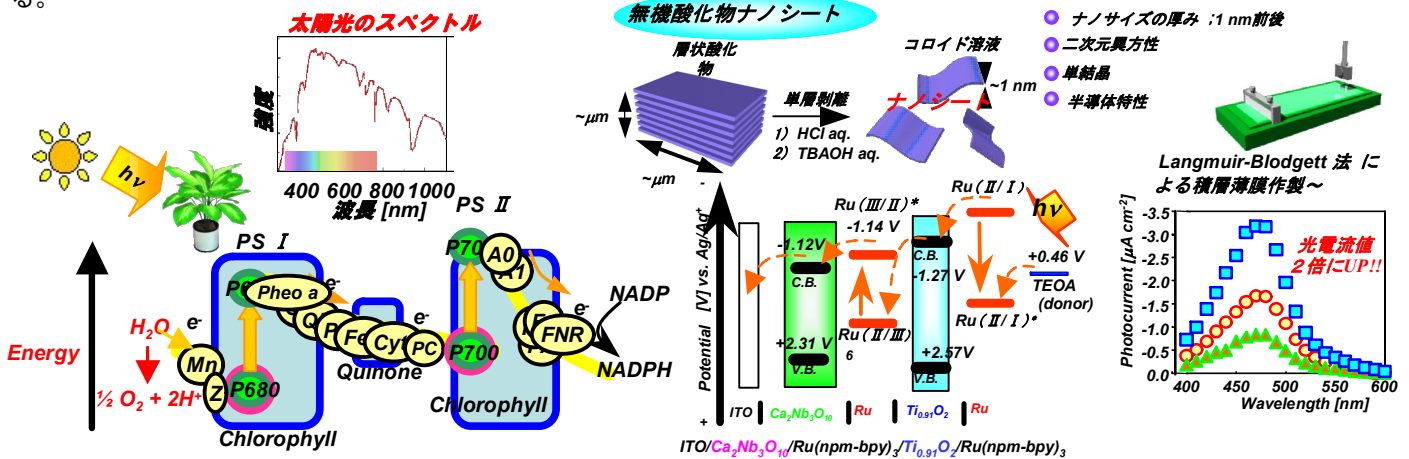 る。
太陽光のスペクトル
強度
400 600 800 1000
波長 [nm]
hν
PS Ⅰ
PS Ⅱ
Energy
H2O
e-
½ O2 + 2H+
Mn
Z
P680
Pheo a
e-
Fe
Cyt
PC
e-
Quinone
Chlorophyll
P700
A0
A1
e-
FNR
NADP
NADPH
Chlorophyll
無機酸化物ナノシート
層状酸化
物
~μm
~μm
単層剥離
1) HCl aq.
2) TBAOH aq.
コロイド溶液
ナノシート
~1 nm
ナノサイズの厚み ;1 nm前後
二次元異方性
単結晶
半導体特性
Langmuir-Blodgett 法 に
よる積層薄膜作製~
Potential [V] vs. Ag/Ag+
-
+
-1.12V
C.B.
+2.31 V
V.B.
Ru(Ⅲ/Ⅱ)*
-1.14 V
Ru(Ⅱ/Ⅲ)
6
C.B.
-1.27 V
+2.57V
V.B.
Ru(Ⅱ/Ⅰ)
hν
Ru(Ⅱ/Ⅰ)*
+0.46 V
TEOA
(donor)
ITO Ca2Nb3O10 Ru Ti0.91O2 Ru
ITO/Ca2Nb3O10/Ru(npm-bpy)3/Ti0.91O2/Ru(npm-bpy)3
Photocurrent [μA cm-2]
-3.5
-3.0
-2.5
-2.0
-1.5
-1.0
-0.5
0.0
光電流値
2倍にUP!!
400 450 500 550 600
Wavelength [nm]